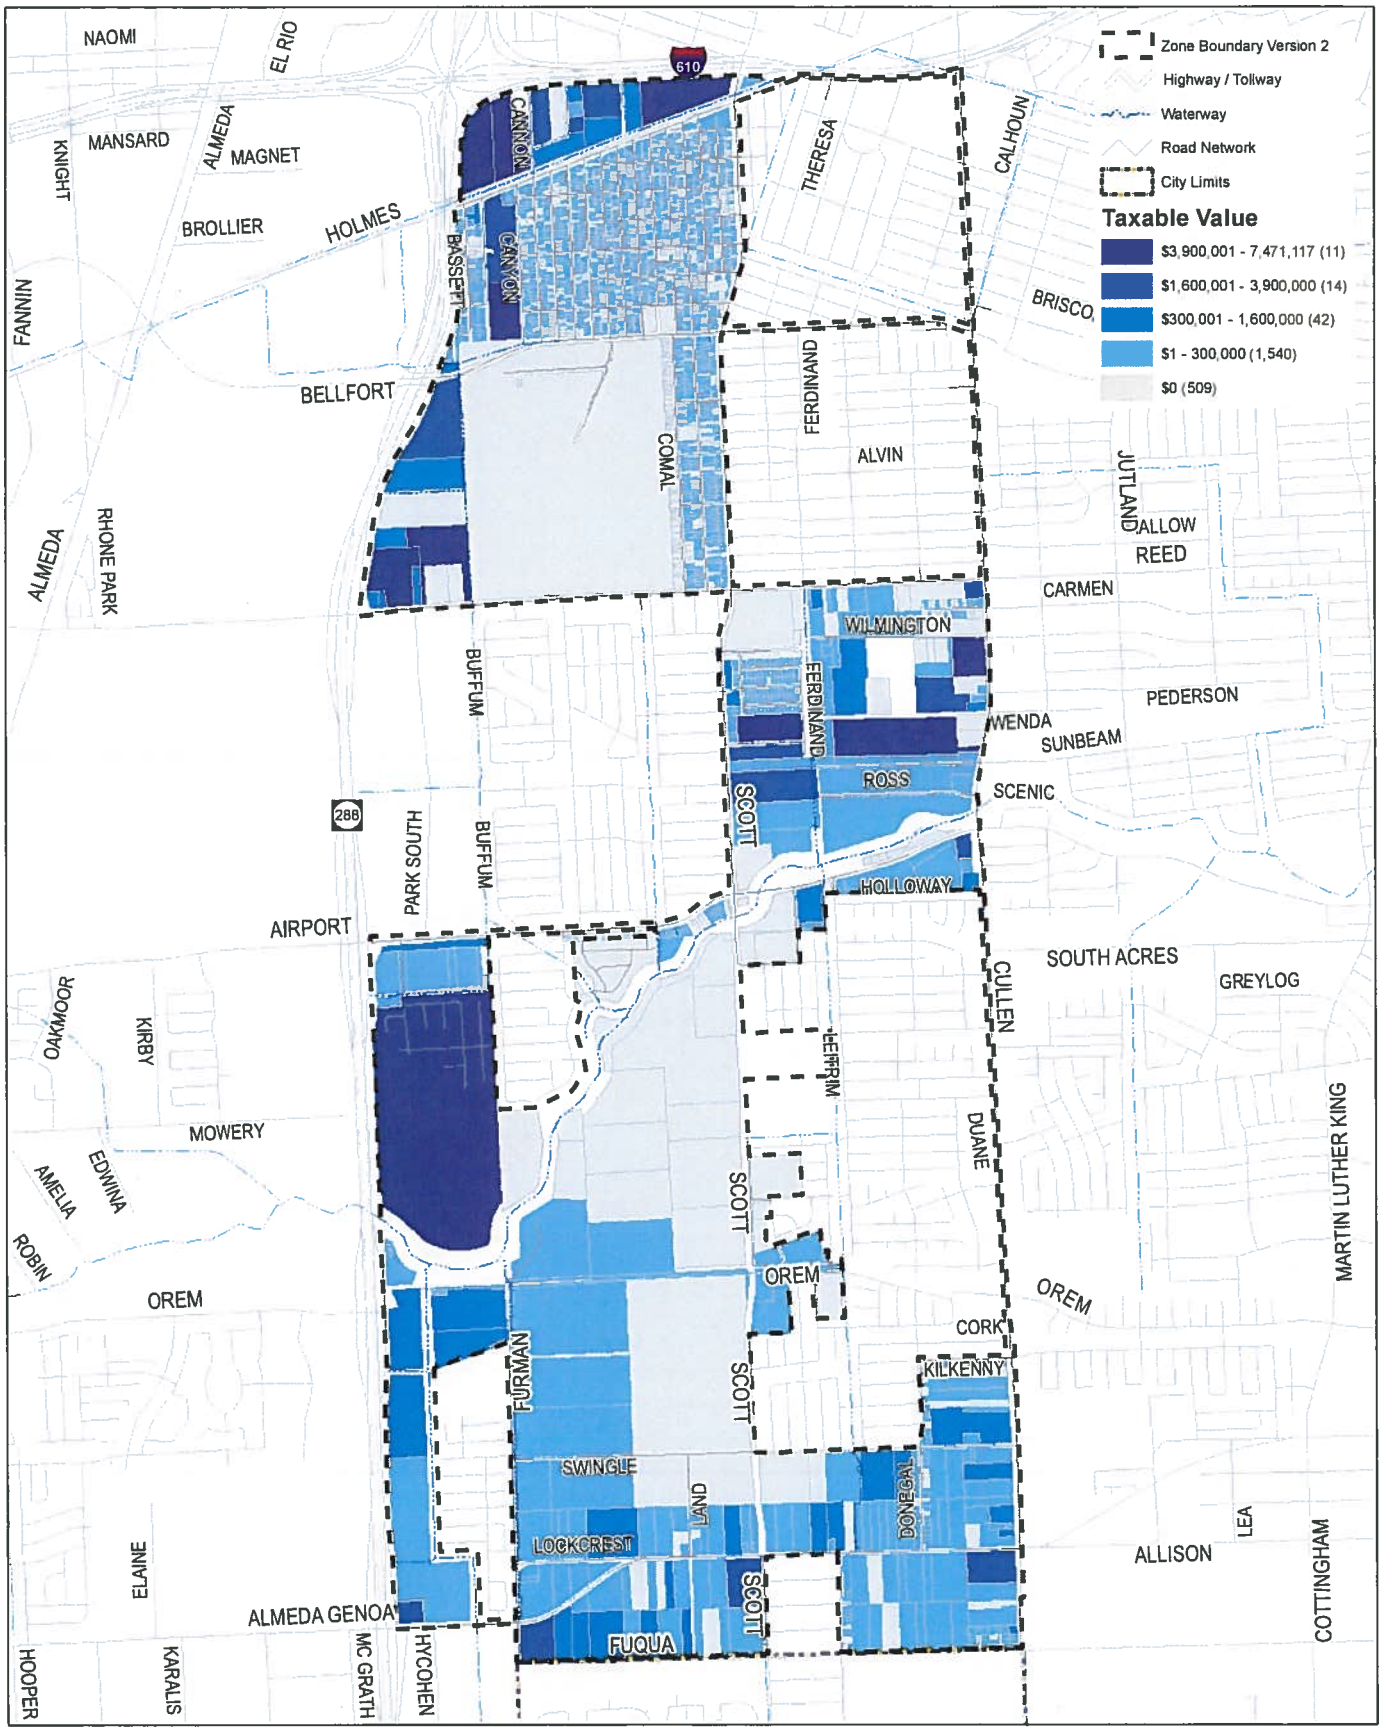 Zone Boundary Version 2
Highway / Tollway
Waterway
Road Network
City Limits
Taxable Value
$3,900,001 - 7,471,117 (11)
$1,600,001 - 3,900,000 (14)
$300,001 - 1,600,000 (42)
$1 - 300,000 (1,540)
$0 (509)
NAOMI
EL RIO
610
KNIGHT
MANSARD
ALMEDA
MAGNET
CANNON
THERESA
CALHOUN
BROLLIER
HOLMES
BASSETT
CANYON
FANNIN
BRISCO
BELLFORT
FERDINAND
COMAL
ALVIN
JUTLAND
ALLOW
REED
ALMEDA
RHONE PARK
CARMEN
WILMINGTON
BUFFUM
FERDINAND
PEDERSON
WENDA
SUNBEAM
ROSS
SCENIC
288
PARK SOUTH
BUFFUM
SCOTT
HOLLOWAY
AIRPORT
SOUTH ACRES
CULLEN
GREYLOG
OAKMOOR
KIRBY
LEITRIM
MOWERY
DUANE
MARTIN LUTHER KING
AMELIA
EDWINA
SCOTT
ROBIN
OREM
OREM
OREM
CORK
KILKENNY
FURMAN
SCOTT
SWINGLE
LAND
DONEGAL
LOCKCREST
LEA
ELAINE
ALLISON
COTTINGHAM
SCOTT
ALMEDA GENOA
FUQUA
HOOPER
KARALIS
MC GRATH
HYCOHEN